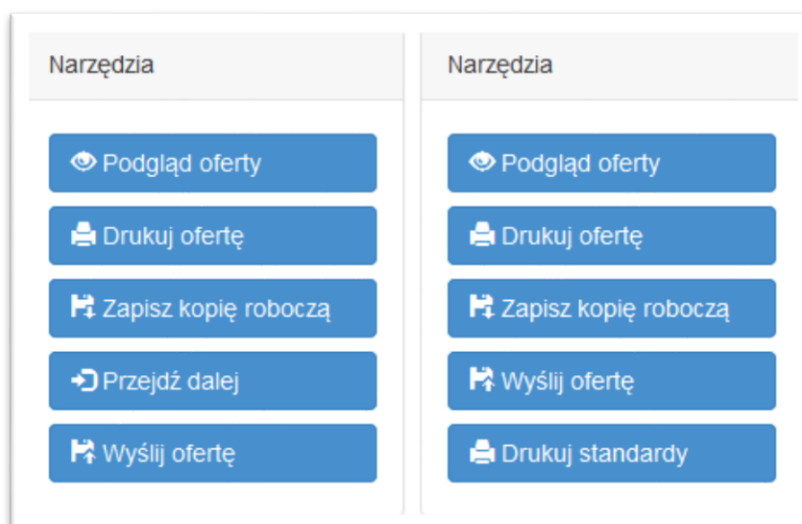 Narzędzia
Podgląd oferty
Drukuj ofertę
Zapisz kopię roboczą
Przejdź dalej
Wyślij ofertę
Narzędzia
Podgląd oferty
Drukuj ofertę
Zapisz kopię roboczą
Wyślij ofertę
Drukuj standardy